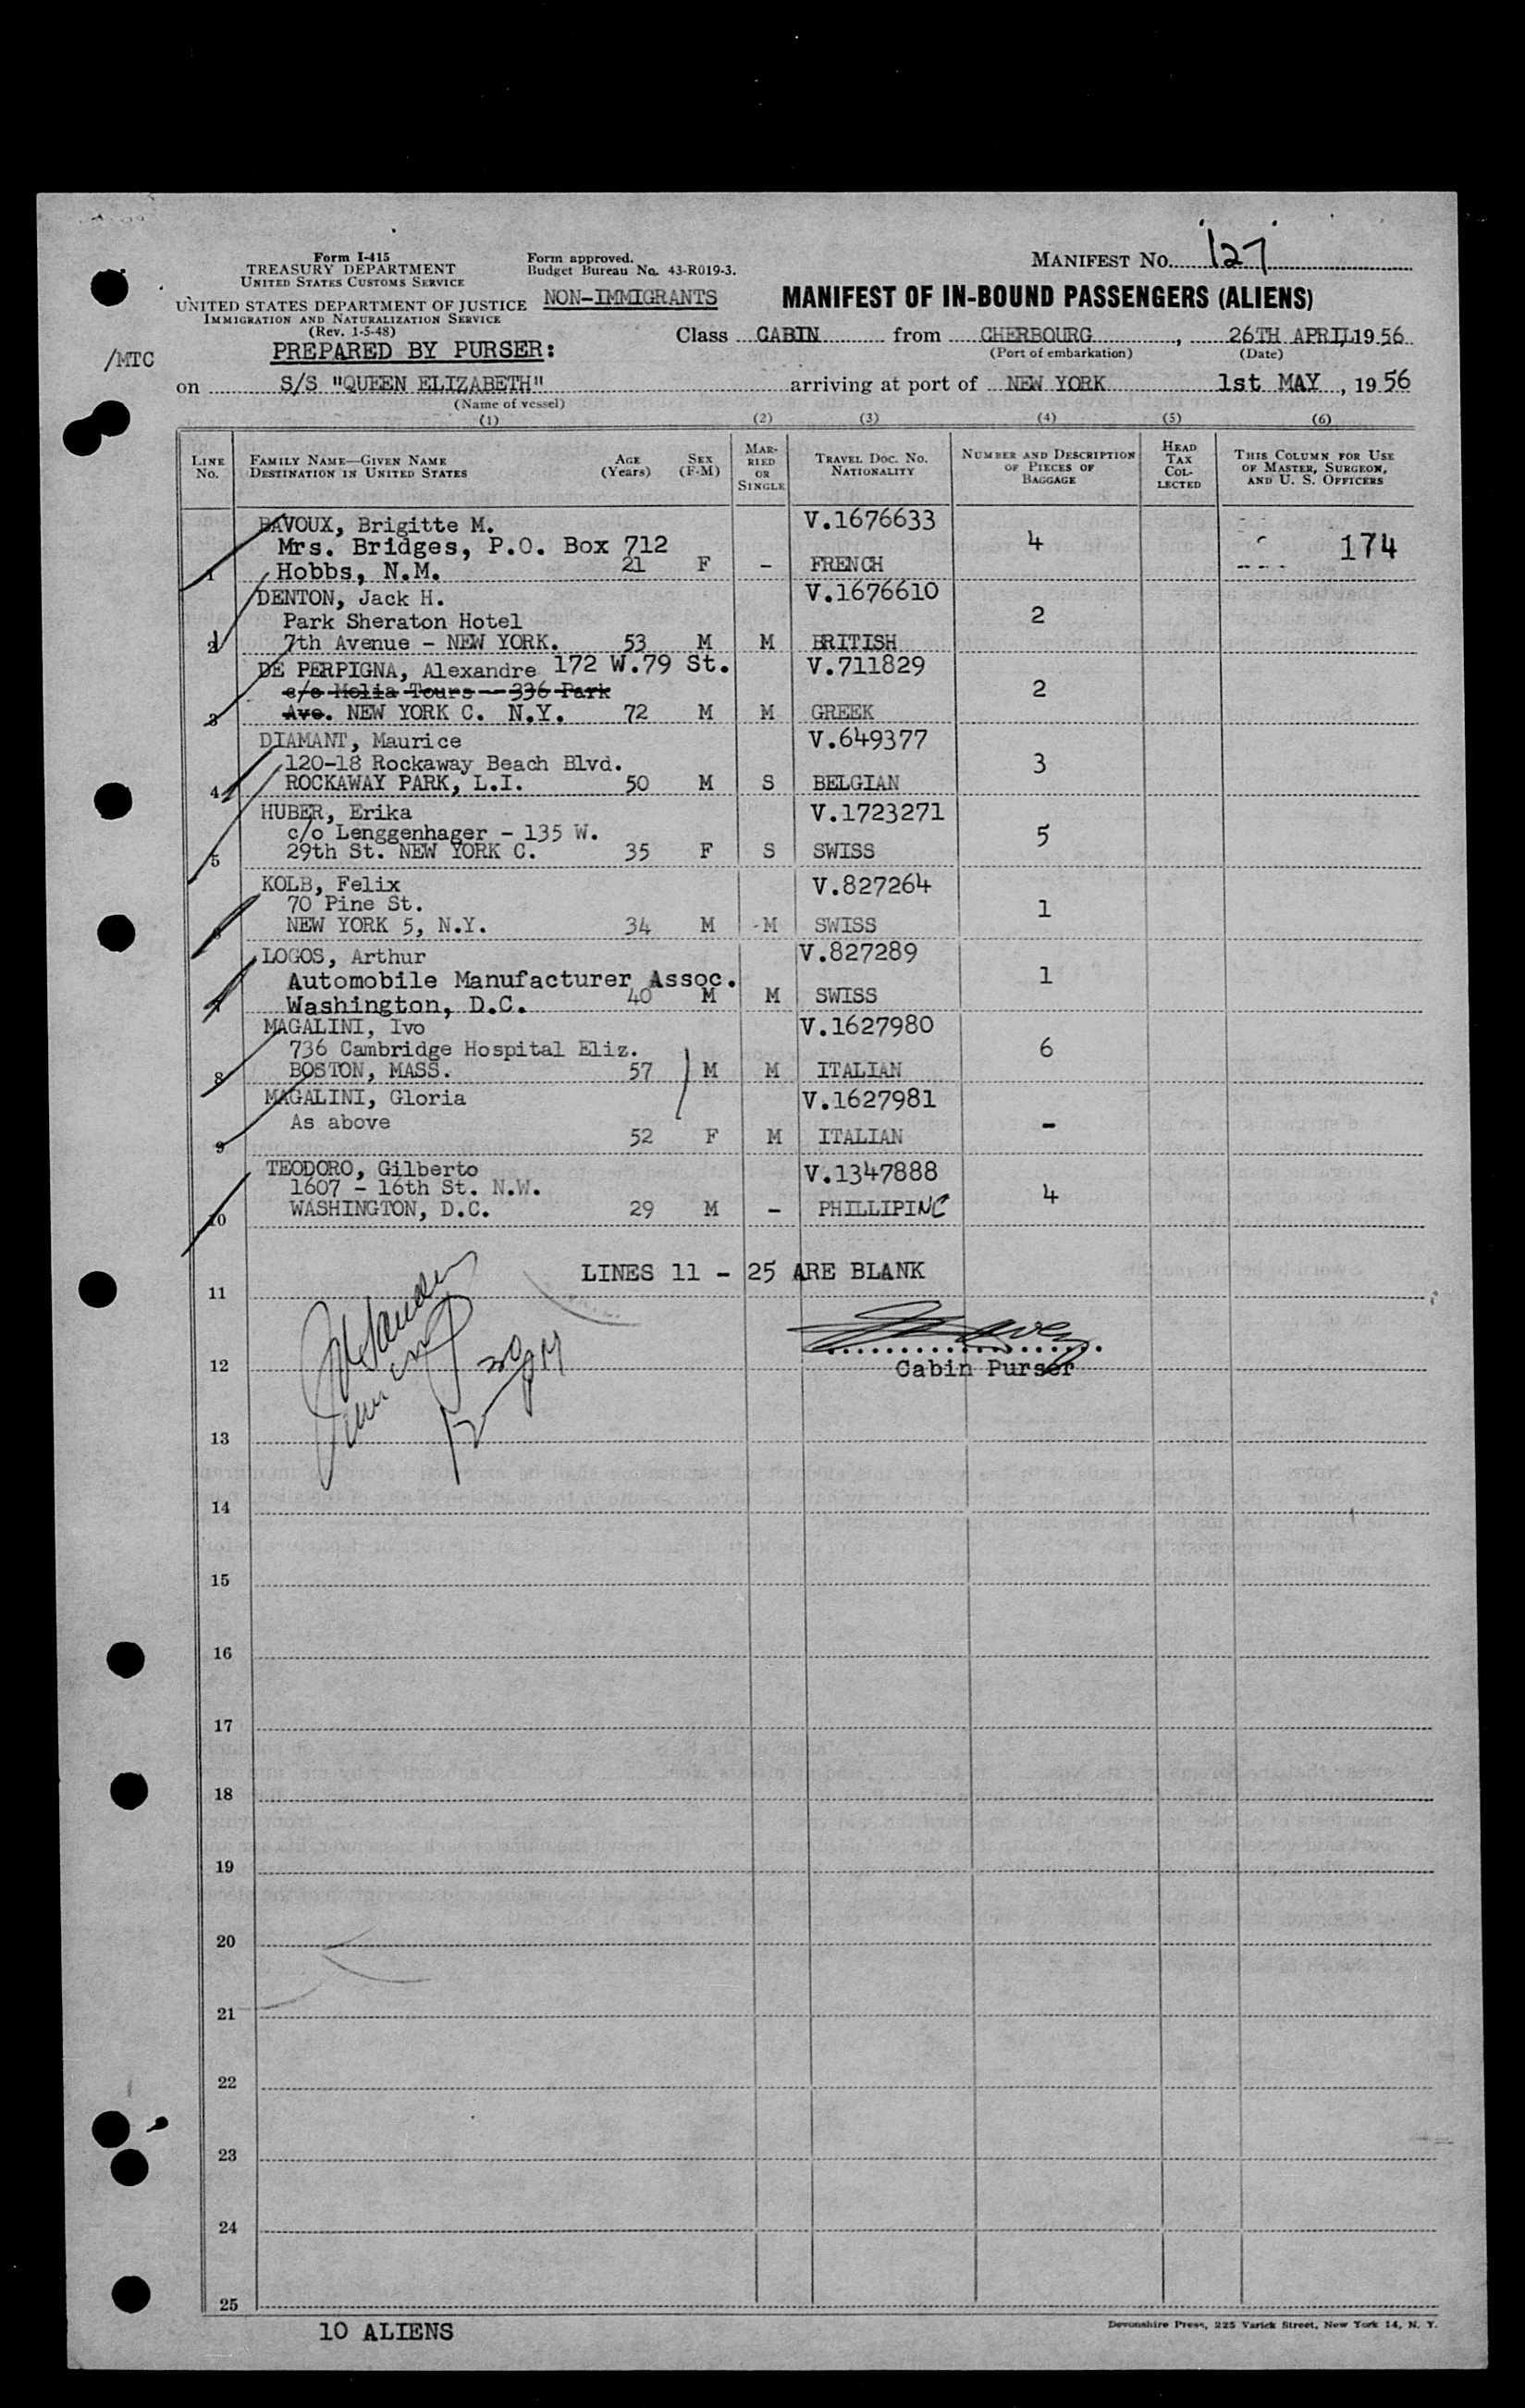 Form I-415
TREASURY DEPARTMENT
UNITED STATES CUSTOMS SERVICE
UNITED STATES DEPARTMENT OF JUSTICE
IMMIGRATION AND NATURALIZATION SERVICE
(Rev. 1-5-48)
Form approved.
Budget Bureau No. 43-R019-3.
NON-IMMIGRANTS
MANIFEST NO. 127
MANIFEST OF IN-BOUND PASSENGERS (ALIENS)
/MTC
PREPARED BY PURSER:
Class CABIN from CHERBOURG, 26TH APRIL, 1956
(Port of embarkation) (Date)
on S/S "QUEEN ELIZABETH" arriving at port of NEW YORK 1st MAY, 1956
(Name of vessel)
(1) (2) (3) (4) (5) (6)
LINE NO.
FAMILY NAME—GIVEN NAME
DESTINATION IN UNITED STATES
AGE (Years)
SEX (F-M)
MARRIED OR SINGLE
TRAVEL DOC. NO. NATIONALITY
NUMBER AND DESCRIPTION OF PIECES OF BAGGAGE
HEAD TAX COLLECTED
THIS COLUMN FOR USE OF MASTER, SURGEON, AND U. S. OFFICERS
BAVOUX, Brigitte M. V.1676633
Mrs. Bridges, P.O. Box 712 4 174
1 Hobbs, N.M. 21 F - FRENCH
DENTON, Jack H. V.1676610
Park Sheraton Hotel 2
2 7th Avenue - NEW YORK. 53 M M BRITISH
DE PERPIGNA, Alexandre 172 W.79 St. V.711829
c/o Melia Tours - 336 Park 2
3 Ave. NEW YORK C. N.Y. 72 M M GREEK
DIAMANT, Maurice V.649377
120-18 Rockaway Beach Blvd. 3
4 ROCKAWAY PARK, L.I. 50 M S BELGIAN
HUBER, Erika V.1723271
c/o Lenggenhager - 135 W. 5
5 29th St. NEW YORK C. 35 F S SWISS
KOLB, Felix V.827264
70 Pine St. 1
6 NEW YORK 5, N.Y. 34 M M SWISS
LOGOS, Arthur V.827289
Automobile Manufacturer Assoc. 1
7 Washington, D.C. 40 M M SWISS
MAGALINI, Ivo V.1627980
736 Cambridge Hospital Eliz. 6
8 BOSTON, MASS. 57 M M ITALIAN
MAGALINI, Gloria V.1627981
As above -
9 52 F M ITALIAN
TEODORO, Gilberto V.1347888
1607 - 16th St. N.W. 4
10 WASHINGTON, D.C. 29 M - PHILLIPINE
LINES 11 - 25 ARE BLANK
11
12
Cabin Purser
13
14
15
16
17
18
19
20
21
22
23
24
25
10 ALIENS
Devonshire Press, 225 Varick Street, New York 14, N. Y.